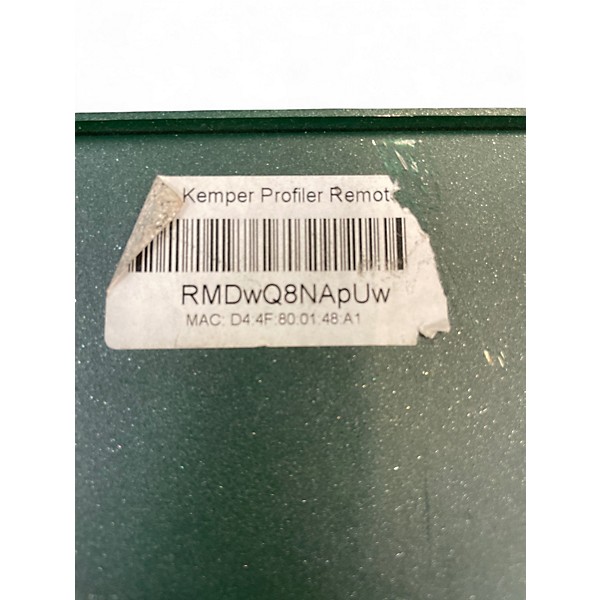 Kemper Profiler Remot
RMDwQ8NApUw
MAC: D4:4F:80:01:48:A1